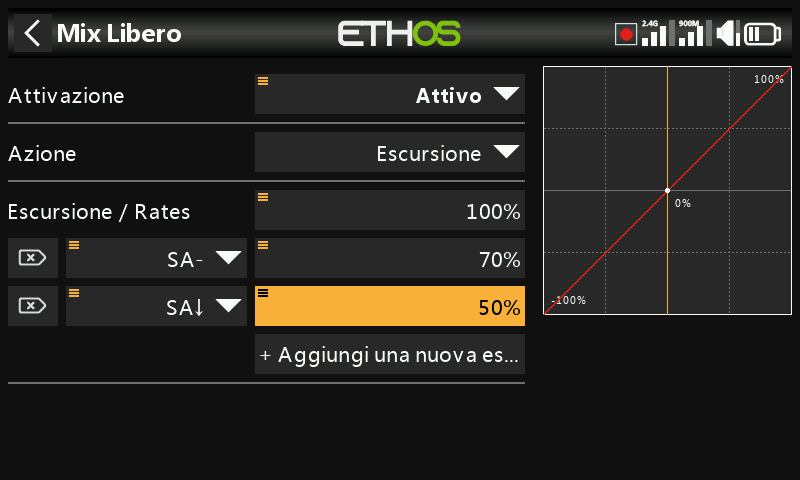 Mix Libero
ETHOS
2.4G
900M
Attivazione
Attivo
Azione
Escursione
Escursione / Rates
100%
SA-
70%
SA↓
50%
+ Aggiungi una nuova es...
100%
0%
-100%